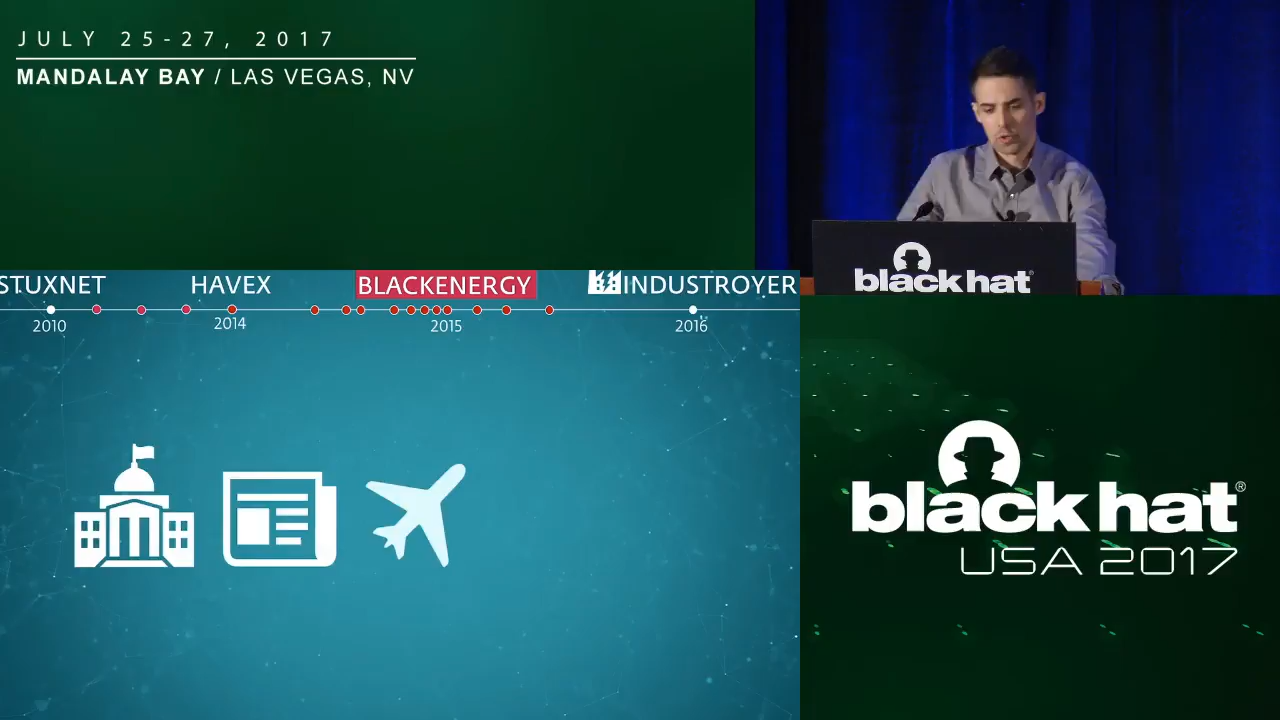 JULY 25-27, 2017
MANDALAY BAY / LAS VEGAS, NV
black hat®
STUXNET
HAVEX
BLACKENERGY
INDUSTROYER
2010
2014
2015
2016
black hat®
USA 2017